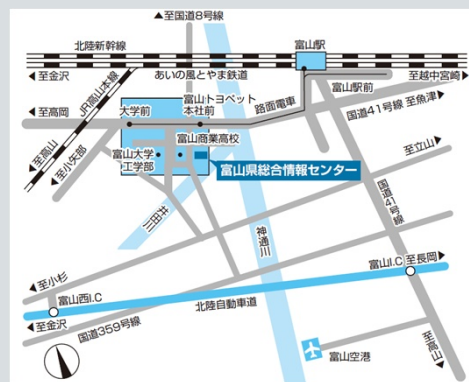 ▲至国道8号線
北陸新幹線
富山駅
◀至金沢
あいの風とやま鉄道
至越中宮崎▶
JR高山本線
富山駅前
富山トヨペット
本社前
路面電車
国道41号線 至魚津▶
◀至高岡
大学前
◀至高山
◀至小矢部
富山商業高校
富山大学
工学部
富山県総合情報センター
至立山▶
井田川
神通川
国道41号線
◀至小杉
富山西I.C
富山I.C
至長岡▶
北陸自動車道
◀至金沢
国道359号線
富山空港
至高山▶